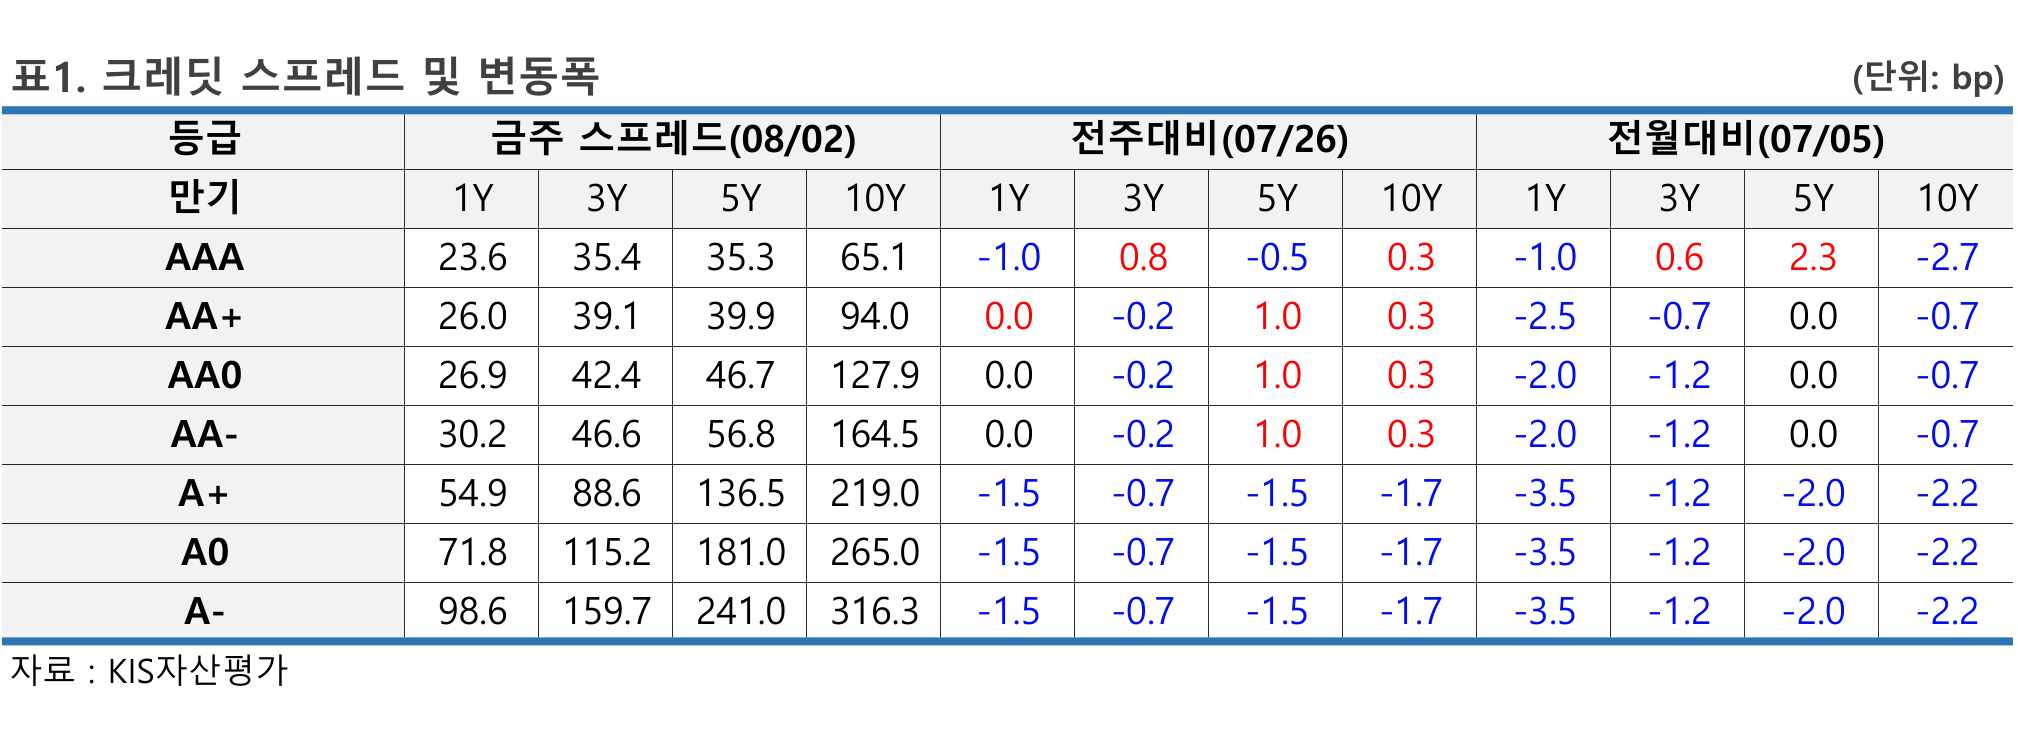 표1. 크레딧 스프레드 및 변동폭 (단위: bp)
등급 금주 스프레드(08/02) 전주대비(07/26) 전월대비(07/05)
만기 1Y 3Y 5Y 10Y 1Y 3Y 5Y 10Y 1Y 3Y 5Y 10Y
AAA 23.6 35.4 35.3 65.1 -1.0 0.8 -0.5 0.3 -1.0 0.6 2.3 -2.7
AA+ 26.0 39.1 39.9 94.0 0.0 -0.2 1.0 0.3 -2.5 -0.7 0.0 -0.7
AA0 26.9 42.4 46.7 127.9 0.0 -0.2 1.0 0.3 -2.0 -1.2 0.0 -0.7
AA- 30.2 46.6 56.8 164.5 0.0 -0.2 1.0 0.3 -2.0 -1.2 0.0 -0.7
A+ 54.9 88.6 136.5 219.0 -1.5 -0.7 -1.5 -1.7 -3.5 -1.2 -2.0 -2.2
A0 71.8 115.2 181.0 265.0 -1.5 -0.7 -1.5 -1.7 -3.5 -1.2 -2.0 -2.2
A- 98.6 159.7 241.0 316.3 -1.5 -0.7 -1.5 -1.7 -3.5 -1.2 -2.0 -2.2
자료 : KIS자산평가